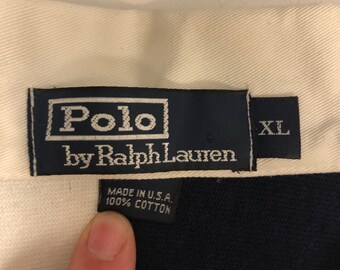 Polo
by Ralph Lauren
XL
MADE IN U.S.A.
100% COTTON